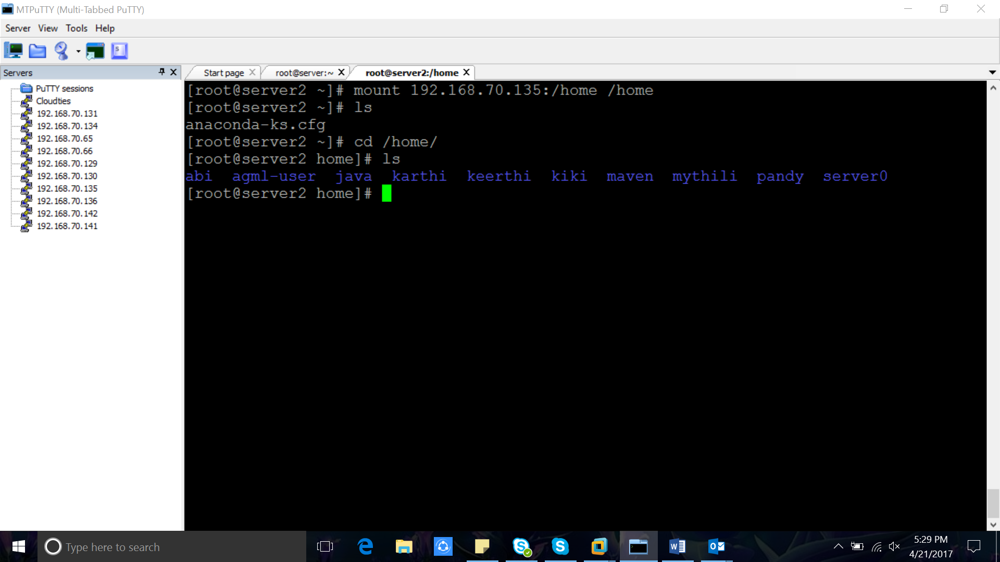 MTPuTTY (Multi-Tabbed PuTTY)
Server View Tools Help
Servers
PuTTY sessions
Cloudties
192.168.70.131
192.168.70.134
192.168.70.65
192.168.70.66
192.168.70.129
192.168.70.130
192.168.70.135
192.168.70.136
192.168.70.142
192.168.70.141
Start page root@server:~ root@server2:/home
[root@server2 ~]# mount 192.168.70.135:/home /home
[root@server2 ~]# ls
anaconda-ks.cfg
[root@server2 ~]# cd /home/
[root@server2 home]# ls
abi agml-user java karthi keerthi kiki maven mythili pandy server0
[root@server2 home]#
Type here to search
5:29 PM
4/21/2017